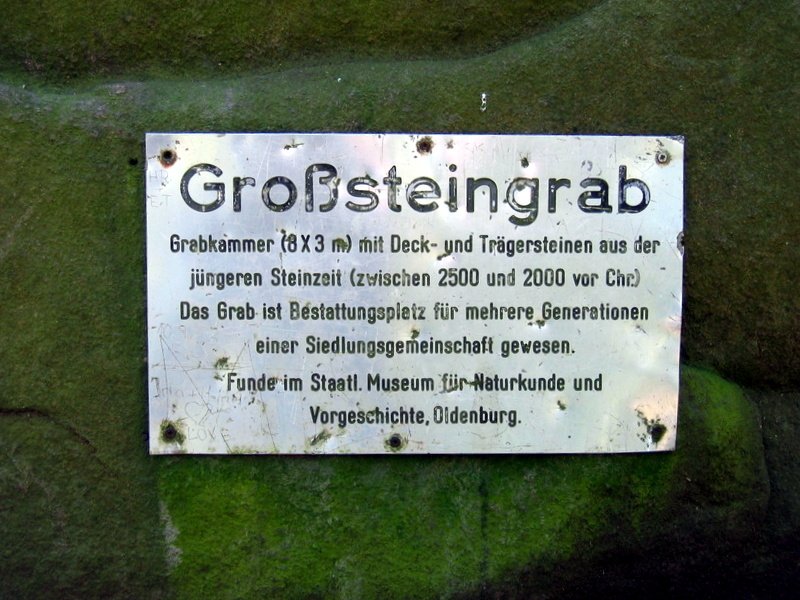 Großsteingrab
Grabkammer (8 X 3 m) mit Deck- und Trägersteinen aus der
jüngeren Steinzeit (zwischen 2500 und 2000 vor Chr.)
Das Grab ist Bestattungsplatz für mehrere Generationen
einer Siedlungsgemeinschaft gewesen.
Funde im Staatl. Museum für Naturkunde und
Vorgeschichte, Oldenburg.